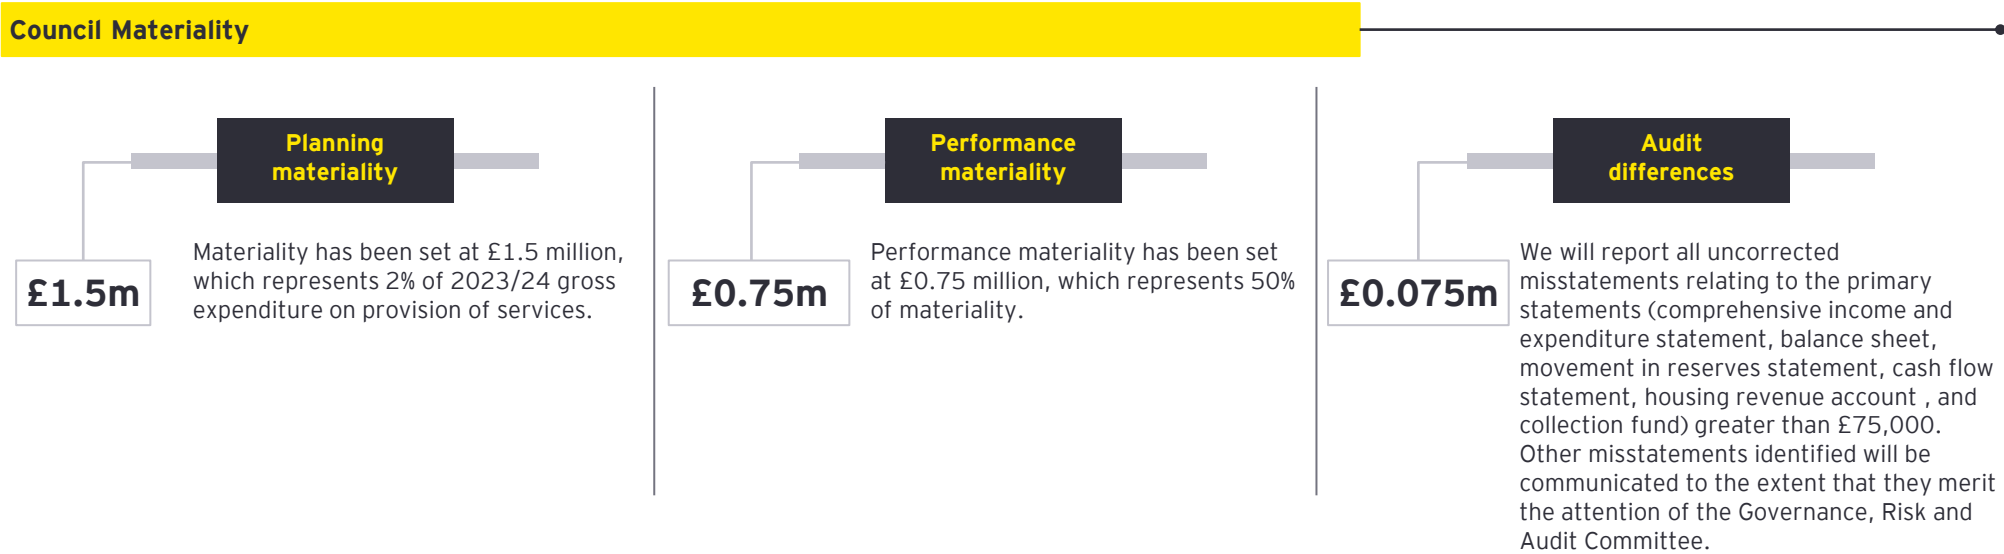 Council Materiality
Planning
materiality
£1.5m
Materiality has been set at £1.5 million,
which represents 2% of 2023/24 gross
expenditure on provision of services.
Performance
materiality
£0.75m
Performance materiality has been set
at £0.75 million, which represents 50%
of materiality.
Audit
differences
£0.075m
We will report all uncorrected
misstatements relating to the primary
statements (comprehensive income and
expenditure statement, balance sheet,
movement in reserves statement, cash flow
statement, housing revenue account , and
collection fund) greater than £75,000.
Other misstatements identified will be
communicated to the extent that they merit
the attention of the Governance, Risk and
Audit Committee.